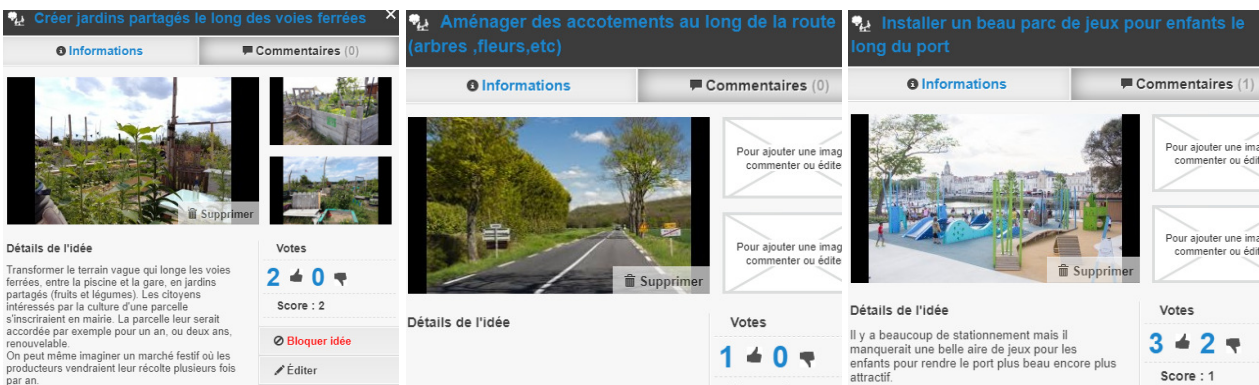 Créer jardins partagés le long des voies ferrées ×
Informations
Commentaires (0)
Supprimer
Détails de l'idée
Transformer le terrain vague qui longe les voies
ferrées, entre la piscine et la gare, en jardins
partagés (fruits et légumes). Les citoyens
intéressés par la culture d'une parcelle
s'inscriraient en mairie. La parcelle leur serait
accordée par exemple pour un an, ou deux ans,
renouvelable.
On peut même imaginer un marché festif où les
producteurs vendraient leur récolte plusieurs fois
par an.
Votes
2 0
Score : 2
Bloquer idée
Éditer
Aménager des accotements au long de la route
(arbres ,fleurs,etc)
Informations
Commentaires (0)
Supprimer
Pour ajouter une imag
commenter ou édite
Pour ajouter une imag
commenter ou édite
Détails de l'idée
Votes
1 0
Installer un beau parc de jeux pour enfants le
long du port
Informations
Commentaires (1)
Supprimer
Pour ajouter une ima
commenter ou édit
Pour ajouter une ima
commenter ou édit
Détails de l'idée
Il y a beaucoup de stationnement mais il
manquerait une belle aire de jeux pour les
enfants pour rendre le port plus beau encore plus
attractif.
Votes
3 2
Score : 1